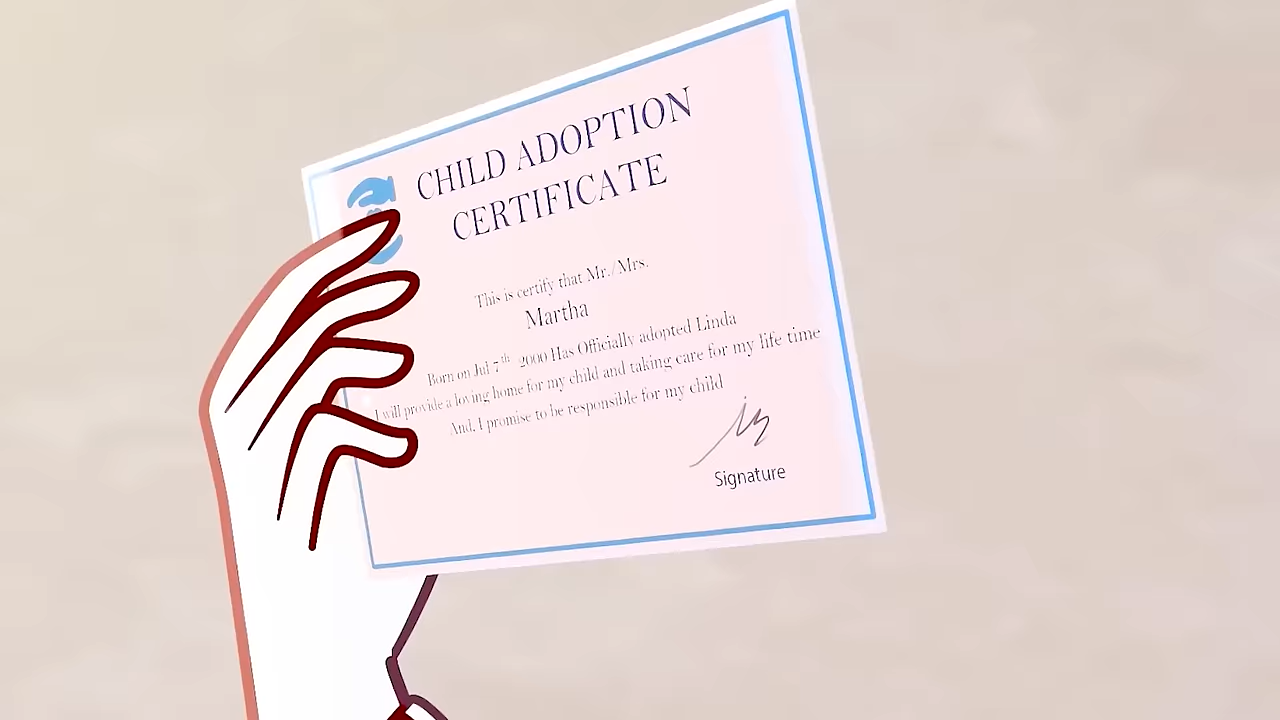 CHILD ADOPTION
CERTIFICATE
This is certify that Mr./Mrs.
Martha
Born on Jul 7th 2000 Has Officially adopted Linda
I will provide a loving home for my child and taking care for my life time
And, I promise to be responsible for my child
Signature